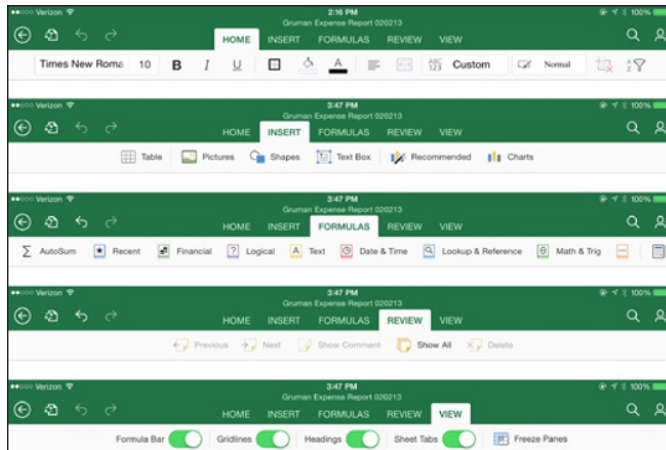 Verizon 2:16 PM 100%
Gruman Expense Report 020213
HOME INSERT FORMULAS REVIEW VIEW
Times New Roma 10 B I U A ABC 123 Custom Normal
Verizon 3:47 PM 100%
Gruman Expense Report 020213
HOME INSERT FORMULAS REVIEW VIEW
Table Pictures Shapes Text Box Recommended Charts
Verizon 3:47 PM 100%
Gruman Expense Report 020213
HOME INSERT FORMULAS REVIEW VIEW
Σ AutoSum Recent Financial ? Logical A Text Date & Time Lookup & Reference θ Math & Trig
Verizon 3:47 PM 100%
Gruman Expense Report 020213
HOME INSERT FORMULAS REVIEW VIEW
Previous Next Show Comment Show All Delete
Verizon 3:47 PM 100%
Gruman Expense Report 020213
HOME INSERT FORMULAS REVIEW VIEW
Formula Bar Gridlines Headings Sheet Tabs Freeze Panes